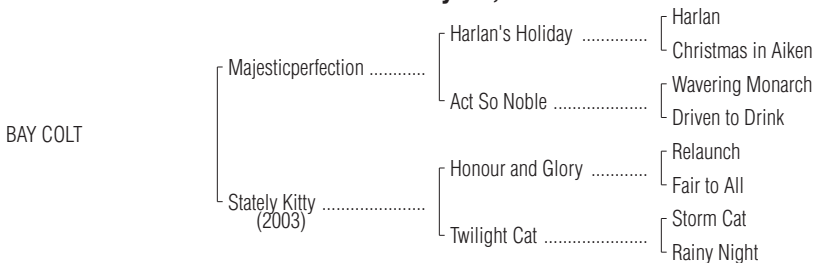 Harlan
Harlan's Holiday .............
Christmas in Aiken
Majesticperfection ............
Wavering Monarch
Act So Noble ....................
Driven to Drink
BAY COLT
Relaunch
Honour and Glory ............
Fair to All
Stately Kitty ......................
(2003)
Storm Cat
Twilight Cat ......................
Rainy Night